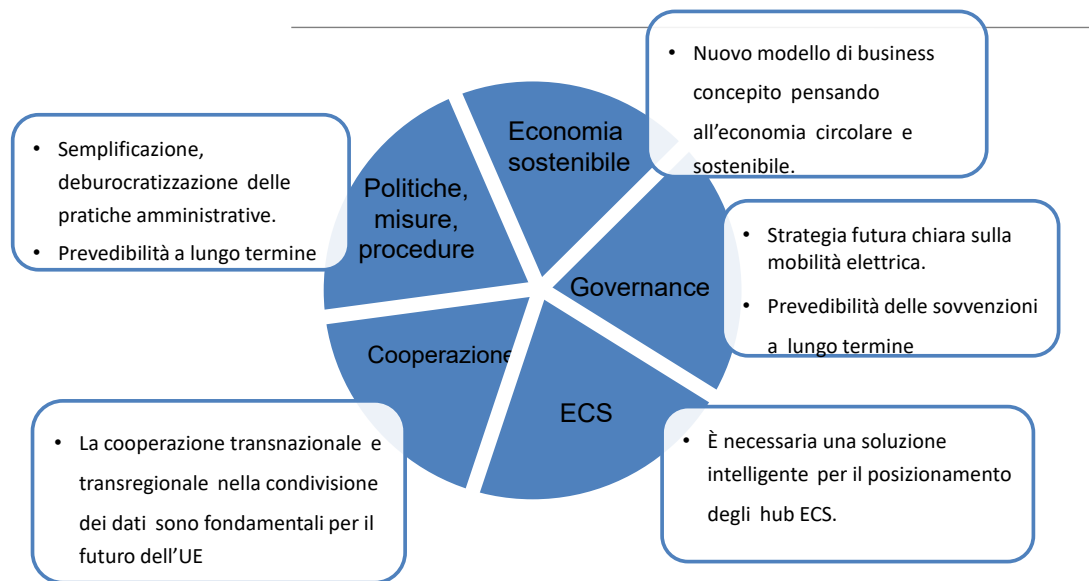 Economia
sostenibile
• Nuovo modello di business
concepito pensando
all’economia circolare e
sostenibile.
Politiche,
misure,
procedure
• Semplificazione,
deburocratizzazione delle
pratiche amministrative.
• Prevedibilità a lungo termine
Governance
• Strategia futura chiara sulla
mobilità elettrica.
• Prevedibilità delle sovvenzioni
a lungo termine
Cooperazione
• La cooperazione transnazionale e
transregionale nella condivisione
dei dati sono fondamentali per il
futuro dell’UE
ECS
• È necessaria una soluzione
intelligente per il posizionamento
degli hub ECS.